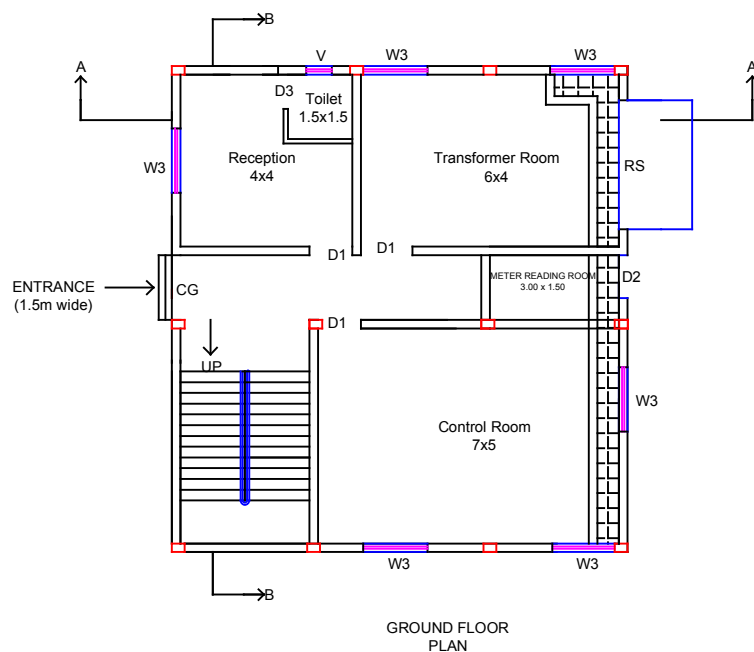 B
V
W3
W3
A
A
D3
Toilet
1.5x1.5
W3
Reception
4x4
Transformer Room
6x4
RS
D1
D1
ENTRANCE
(1.5m wide)
CG
METER READING ROOM
3.00 x 1.50
D2
D1
UP
W3
Control Room
7x5
W3
W3
B
GROUND FLOOR
PLAN